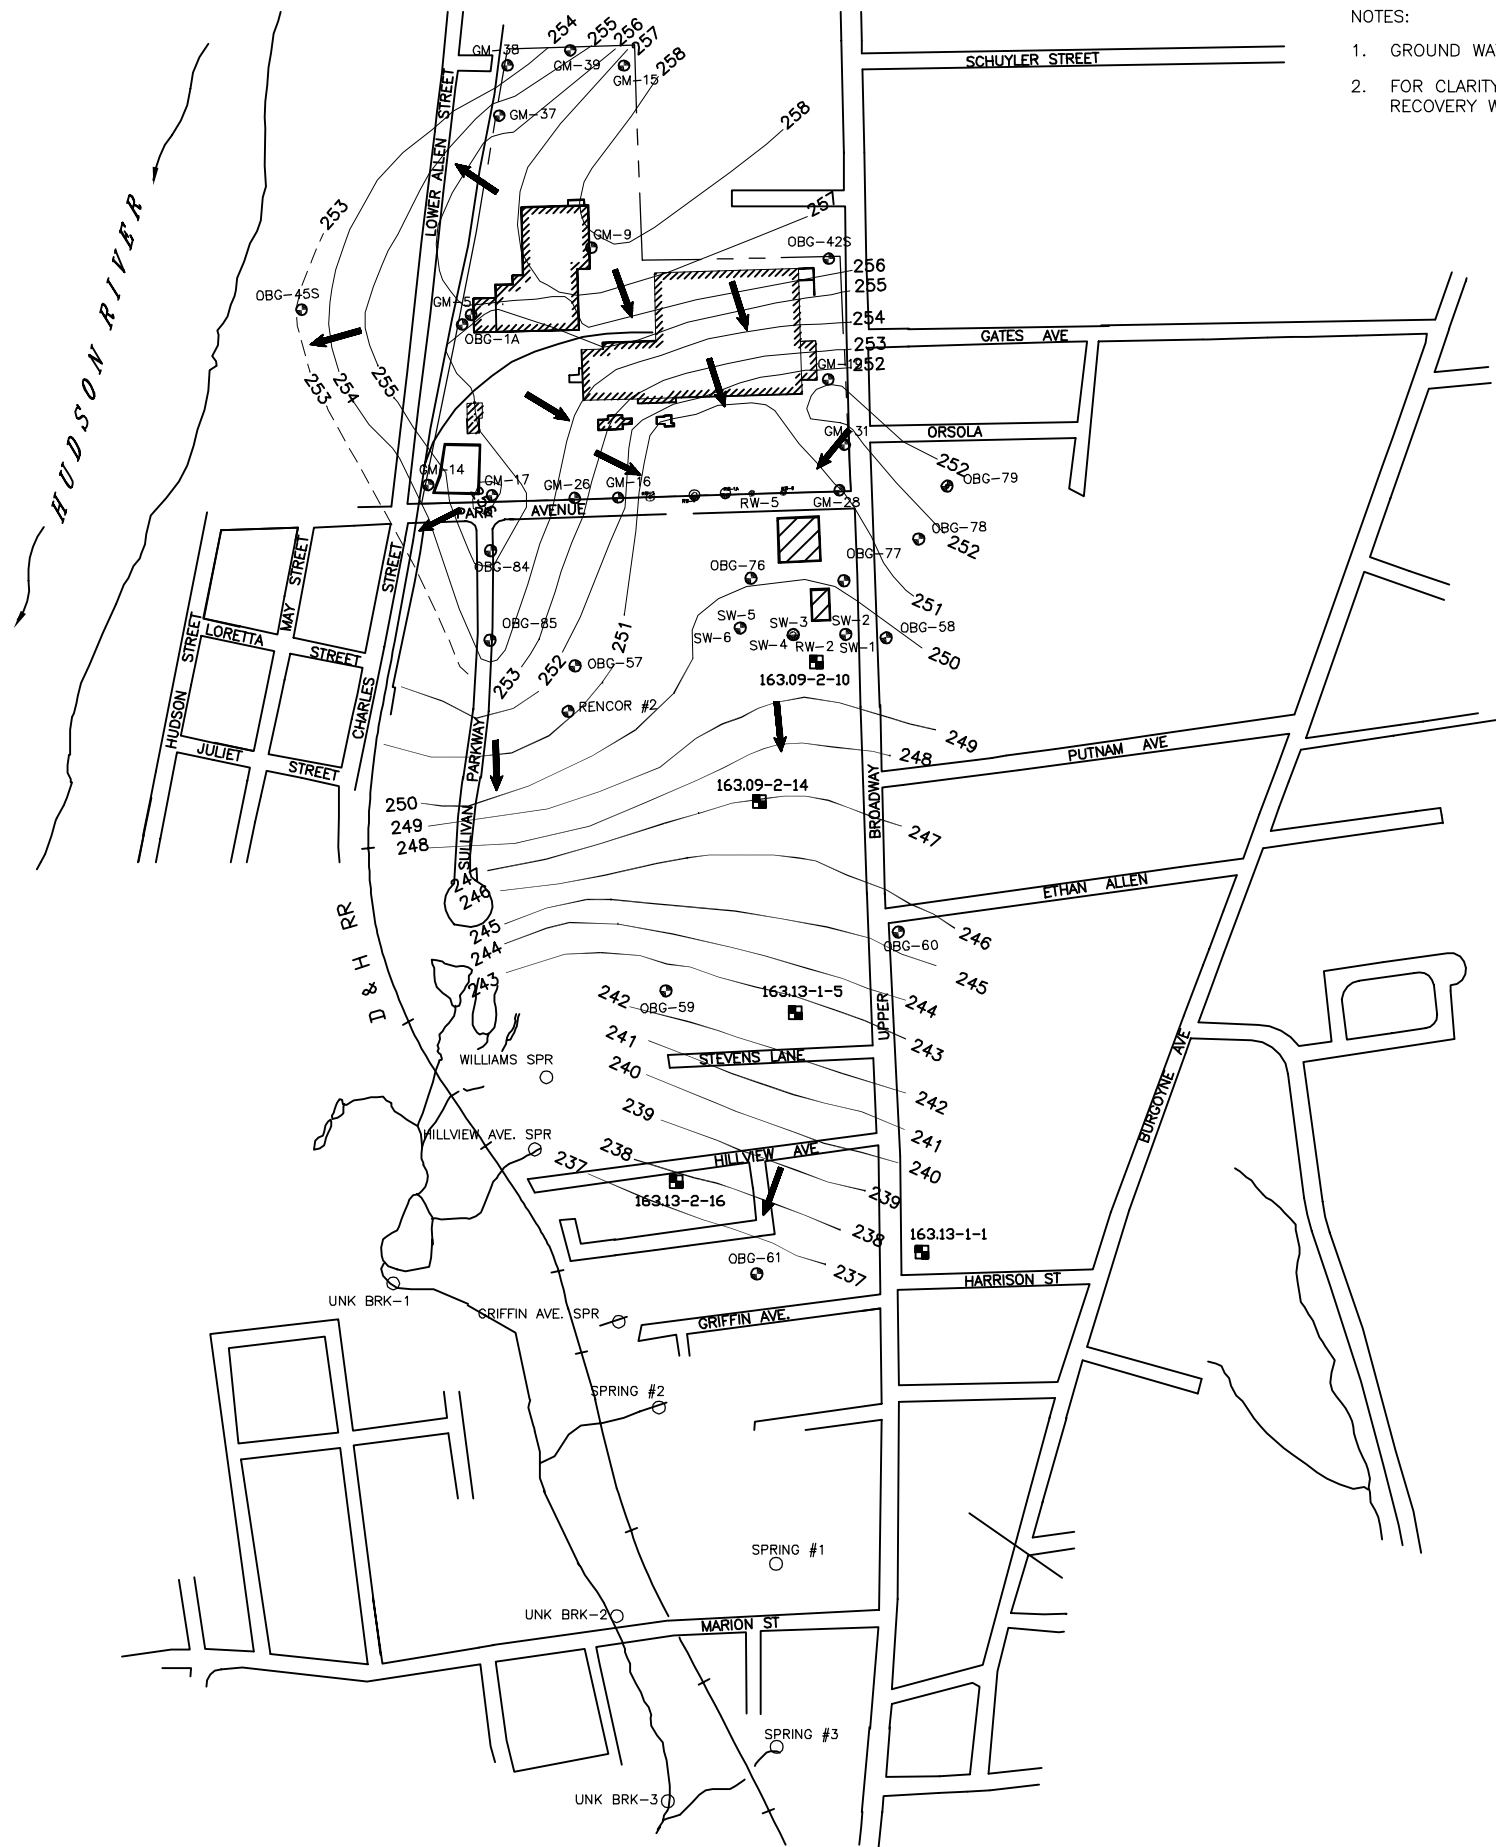 NOTES:
1. GROUND WA
2. FOR CLARITY
RECOVERY W
254
255
256
257
258
GM-38
GM-39
GM-15
SCHUYLER STREET
GM-37
258
LOWER ALLEN STREET
HUDSON RIVER
253
257
GM-9
OBG-42S
256
255
254
253
252
OBG-45S
GM-5
OBG-1A
GATES AVE
253
254
255
GM-31
ORSOLA
252
OBG-79
GM-14
GM-17
GM-26
GM-16
RW-5
GM-28
PARK AVENUE
OBG-78
252
OBG-84
OBG-76
OBG-77
251
MAY STREET
CHARLES STREET
HUDSON STREET
LORETTA STREET
JULIET STREET
OBG-85
251
SW-5
SW-3
SW-2
OBG-58
SW-6
SW-4
RW-2
SW-1
250
OBG-57
253
252
163.09-2-10
RENCOR #2
SULLIVAN PARKWAY
249
248
PUTNAM AVE
163.09-2-14
BROADWAY
UPPER
250
249
248
247
247
246
ETHAN ALLEN
D & H RR
245
244
243
246
OBG-60
245
242
OBG-59
163.13-1-5
244
241
243
WILLIAMS SPR
STEVENS LANE
240
242
BURGOYNE AVE
239
241
HILLVIEW AVE. SPR
238
HILLVIEW AVE
240
237
163.13-2-16
239
238
163.13-1-1
OBG-61
237
HARRISON ST
UNK BRK-1
GRIFFIN AVE. SPR
GRIFFIN AVE.
SPRING #2
SPRING #1
UNK BRK-2
MARION ST
SPRING #3
UNK BRK-3